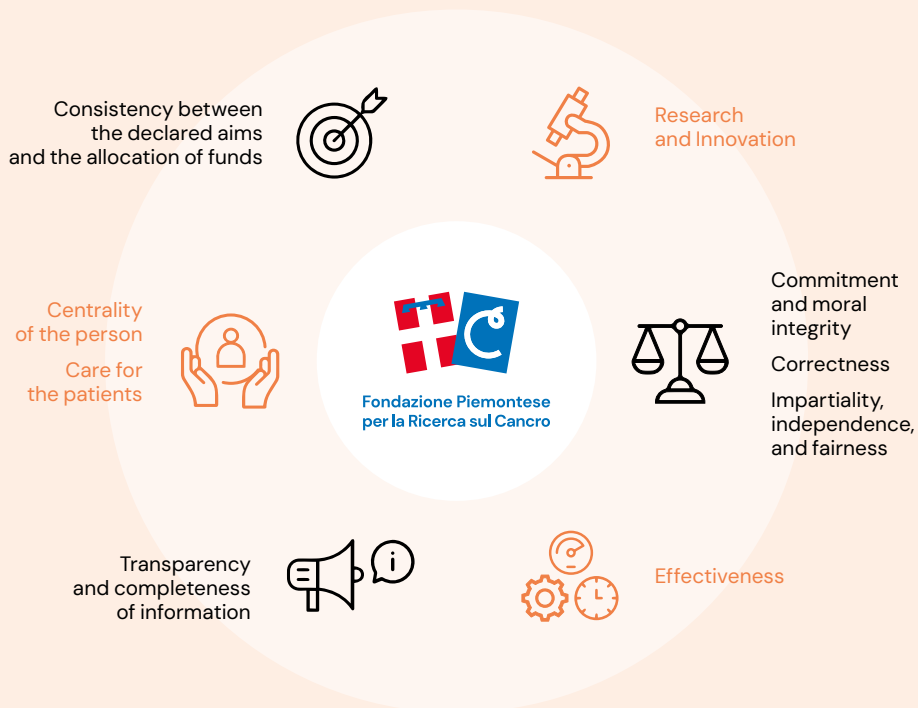 Consistency between
the declared aims
and the allocation of funds
Research
and Innovation
Centrality
of the person
Care for
the patients
Fondazione Piemontese
per la Ricerca sul Cancro
Commitment
and moral
integrity
Correctness
Impartiality,
independence,
and fairness
Transparency
and completeness
of information
Effectiveness